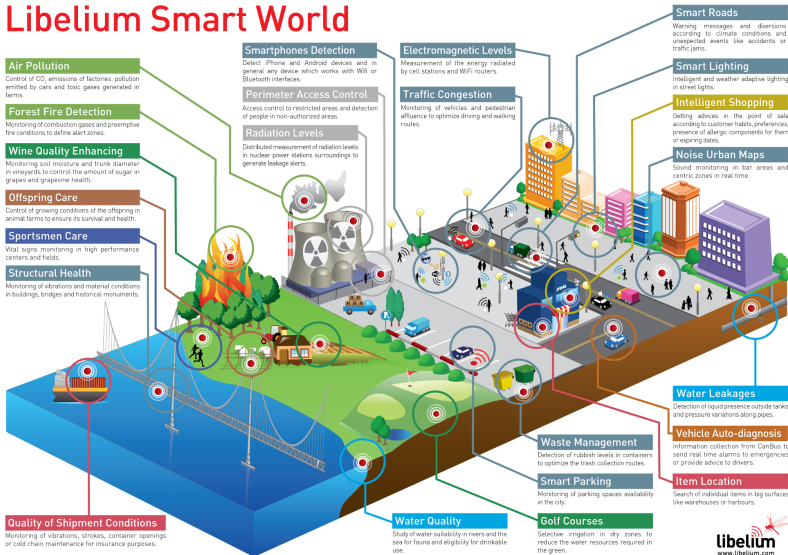 Libelium Smart World
Air Pollution
Control of CO₂ emissions of factories, pollution
emitted by cars and toxic gases generated in
farms.
Forest Fire Detection
Monitoring of combustion gases and preemptive
fire conditions to define alert zones.
Wine Quality Enhancing
Monitoring soil moisture and trunk diameter
in vineyards to control the amount of sugar in
grapes and grapevine health.
Offspring Care
Control of growing conditions of the offspring in
animal farms to ensure its survival and health.
Sportsmen Care
Vital signs monitoring in high performance
centers and fields.
Structural Health
Monitoring of vibrations and material conditions
in buildings, bridges and historical monuments.
Smartphones Detection
Detect iPhone and Android devices and in
general any device which works with Wifi or
Bluetooth interfaces.
Perimeter Access Control
Access control to restricted areas and detection
of people in non-authorized areas.
Radiation Levels
Distributed measurement of radiation levels
in nuclear power stations surroundings to
generate leakage alerts.
Electromagnetic Levels
Measurement of the energy radiated
by cell stations and WiFi routers.
Traffic Congestion
Monitoring of vehicles and pedestrian
affluence to optimize driving and walking
routes.
Smart Roads
Warning messages and diversions
according to climate conditions and
unexpected events like accidents or
traffic jams.
Smart Lighting
Intelligent and weather adaptive lighting
in street lights.
Intelligent Shopping
Getting advices in the point of sale
according to customer habits, preferences,
presence of allergic components for them
or expiring dates.
Noise Urban Maps
Sound monitoring in bar areas and
centric zones in real time.
Water Leakages
Detection of liquid presence outside tanks
and pressure variations along pipes.
Vehicle Auto-diagnosis
Information collection from CanBus to
send real time alarms to emergencies
or provide advice to drivers.
Item Location
Search of individual items in big surfaces
like warehouses or harbours.
Waste Management
Detection of rubbish levels in containers
to optimize the trash collection routes.
Smart Parking
Monitoring of parking spaces availability
in the city.
Golf Courses
Selective irrigation in dry zones to
reduce the water resources required in
the green.
Water Quality
Study of water suitability in rivers and the
sea for fauna and eligibility for drinkable
use.
Quality of Shipment Conditions
Monitoring of vibrations, strokes, container openings
or cold chain maintenance for insurance purposes.
libelium
www.libelium.com